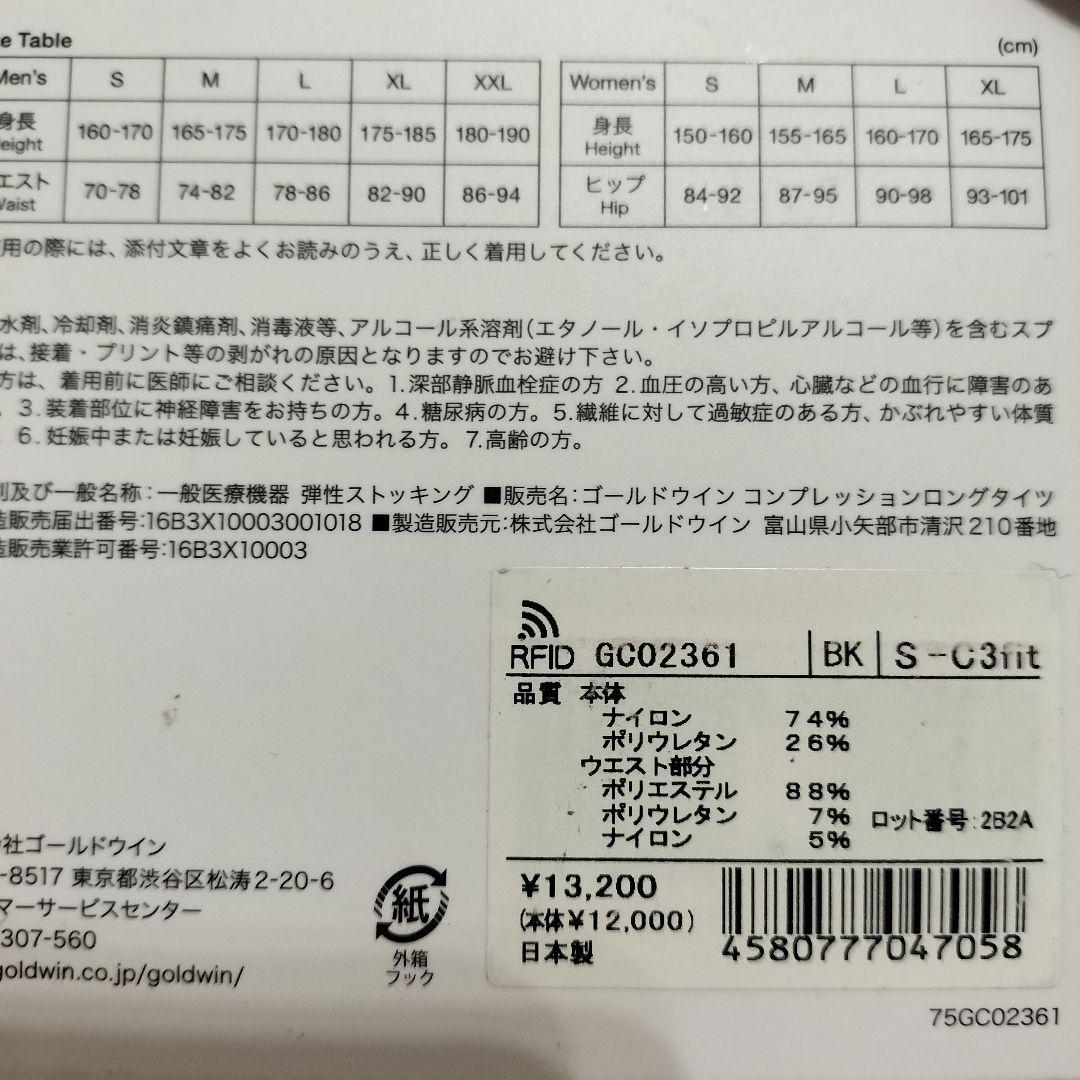 e Table
(cm)
Men's S M L XL XXL
身長 160-170 165-175 170-180 175-185 180-190
eight
エスト 70-78 74-82 78-86 82-90 86-94
Waist
Women's S M L XL
身長 150-160 155-165 160-170 165-175
Height
ヒップ 84-92 87-95 90-98 93-101
Hip
用の際には、添付文章をよくお読みのうえ、正しく着用してください。
水剤、冷却剤、消炎鎮痛剤、消毒液等、アルコール系溶剤(エタノール・イソプロピルアルコール等)を含むスプ
は、接着・プリント等の剥がれの原因となりますのでお避け下さい。
方は、着用前に医師にご相談ください。1.深部静脈血栓症の方 2.血圧の高い方、心臓などの血行に障害のあ
。3.装着部位に神経障害をお持ちの方。4.糖尿病の方。5.繊維に対して過敏症のある方、かぶれやすい体質
。6.妊娠中または妊娠していると思われる方。7.高齢の方。
別及び一般名称:一般医療機器 弾性ストッキング ■販売名:ゴールドウイン コンプレッションロングタイツ
造販売届出番号:16B3X10003001018 ■製造販売元:株式会社ゴールドウイン 富山県小矢部市清沢210番地
造販売業許可番号:16B3X10003
RFID GC02361 BK S-C3fit
品質 本体
ナイロン 74%
ポリウレタン 26%
ウエスト部分
ポリエステル 88%
ポリウレタン 7% ロット番号:2B2A
ナイロン 5%
¥13,200
(本体¥12,000)
日本製
4580777047058
会社ゴールドウイン
-8517 東京都渋谷区松涛2-20-6
マーサービスセンター
307-560
goldwin.co.jp/goldwin/
紙
外箱
フック
75GC02361